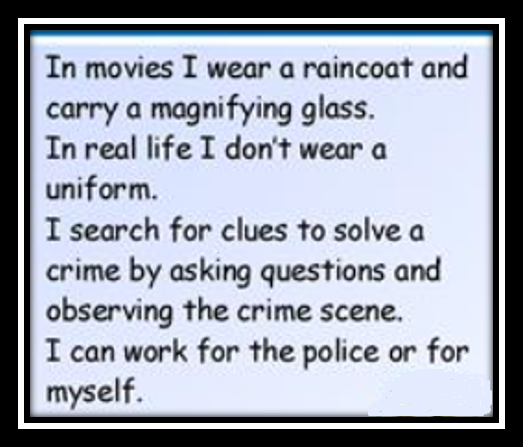 In movies I wear a raincoat and
carry a magnifying glass.
In real life I don't wear a
uniform.
I search for clues to solve a
crime by asking questions and
observing the crime scene.
I can work for the police or for
myself.